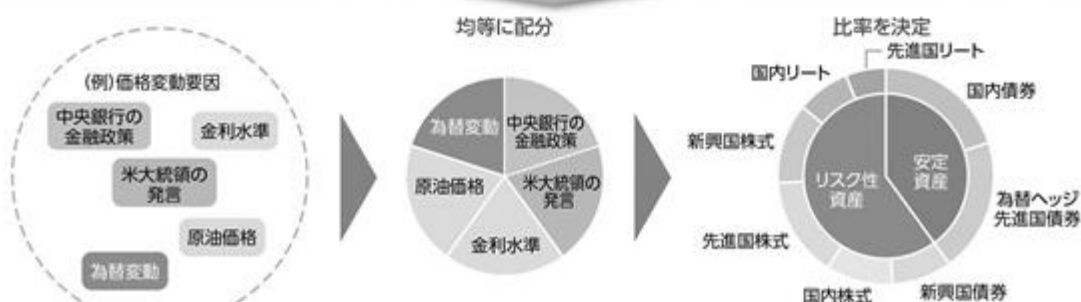 (例)価格変動要因
中央銀行の
金融政策
金利水準
米大統領の
発言
原油価格
為替変動
均等に配分
為替変動
中央銀行の
金融政策
原油価格
米大統領の
発言
金利水準
比率を決定
先進国リート
国内リート
国内債券
新興国株式
リスク性
資産
安定
資産
為替ヘッジ
先進国債券
先進国株式
国内株式
新興国債券